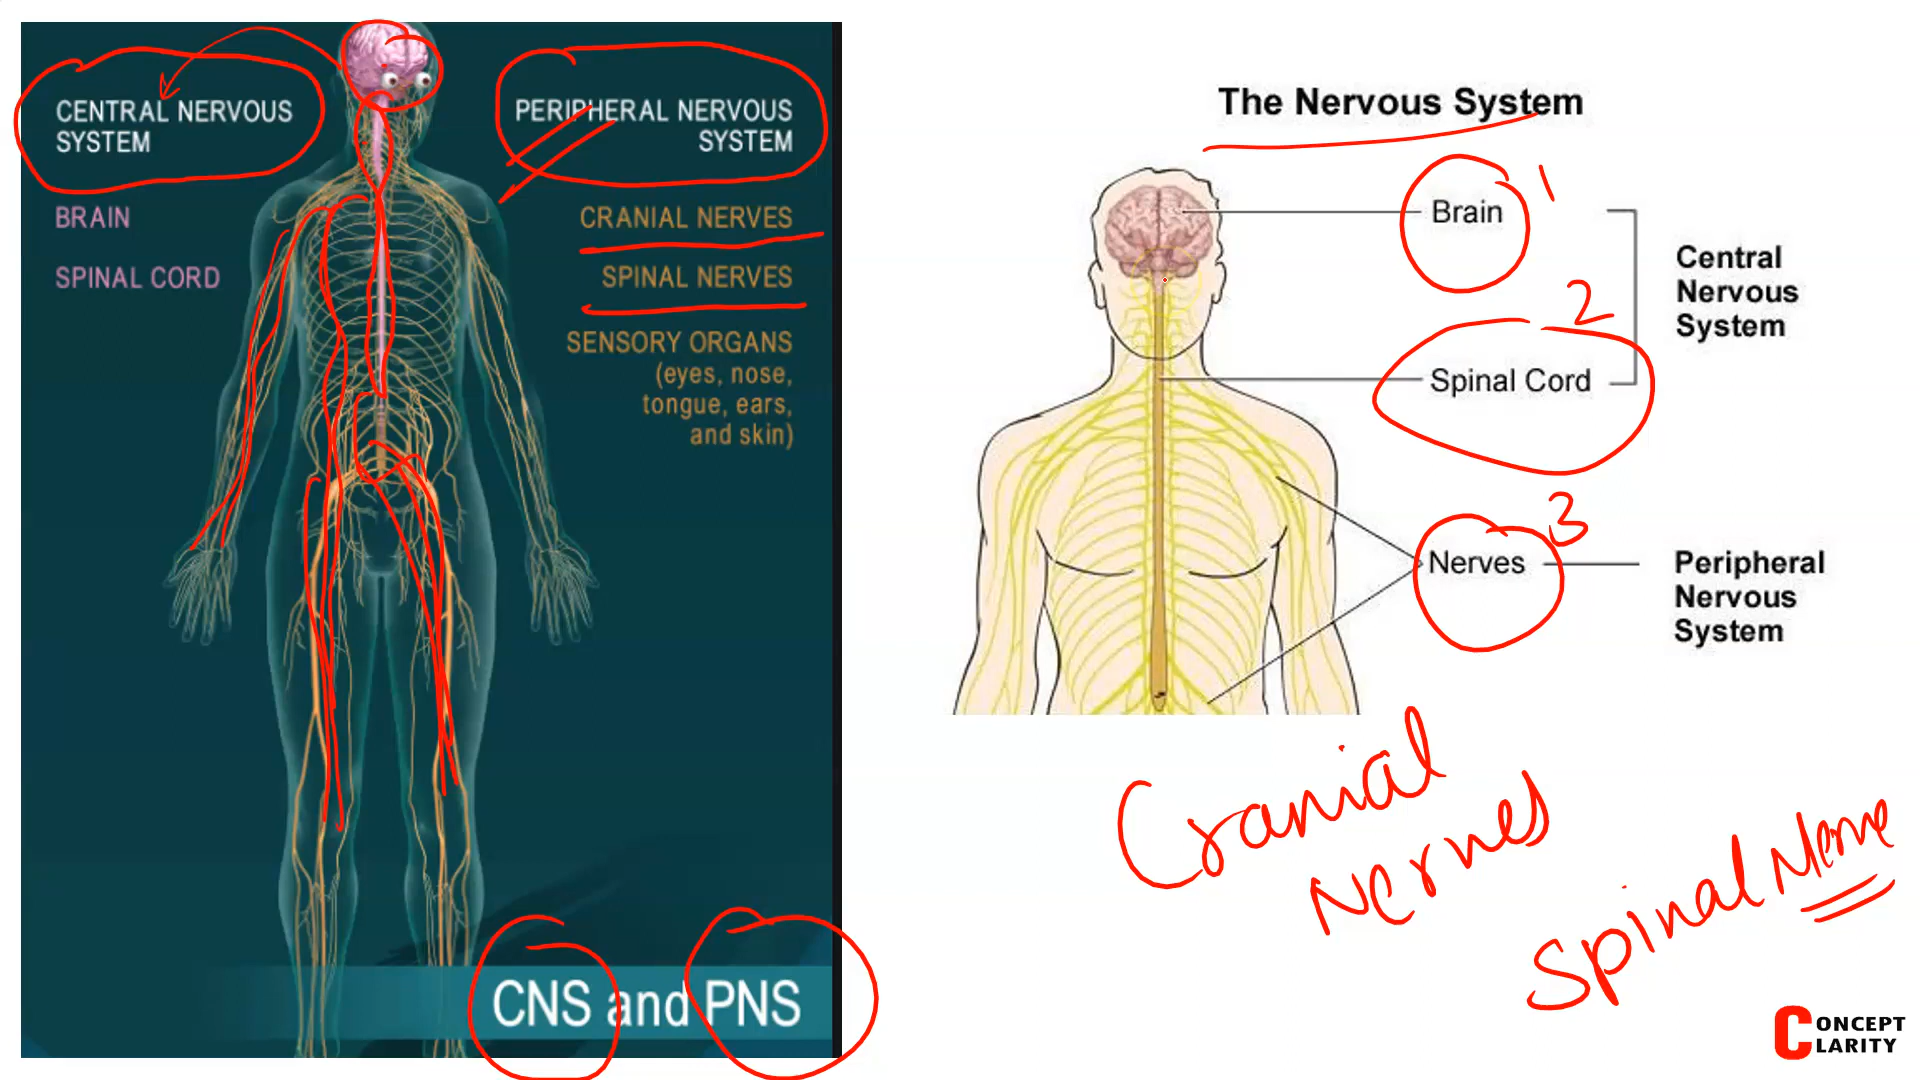 CENTRAL NERVOUS
SYSTEM
BRAIN
SPINAL CORD
PERIPHERAL NERVOUS
SYSTEM
CRANIAL NERVES
SPINAL NERVES
SENSORY ORGANS
(eyes, nose,
tongue, ears,
and skin)
CNS and PNS
The Nervous System
Brain
1
Spinal Cord
2
Central
Nervous
System
Nerves
3
Peripheral
Nervous
System
Cranial
Nerves
Spinal Nerve
CONCEPT
CLARITY